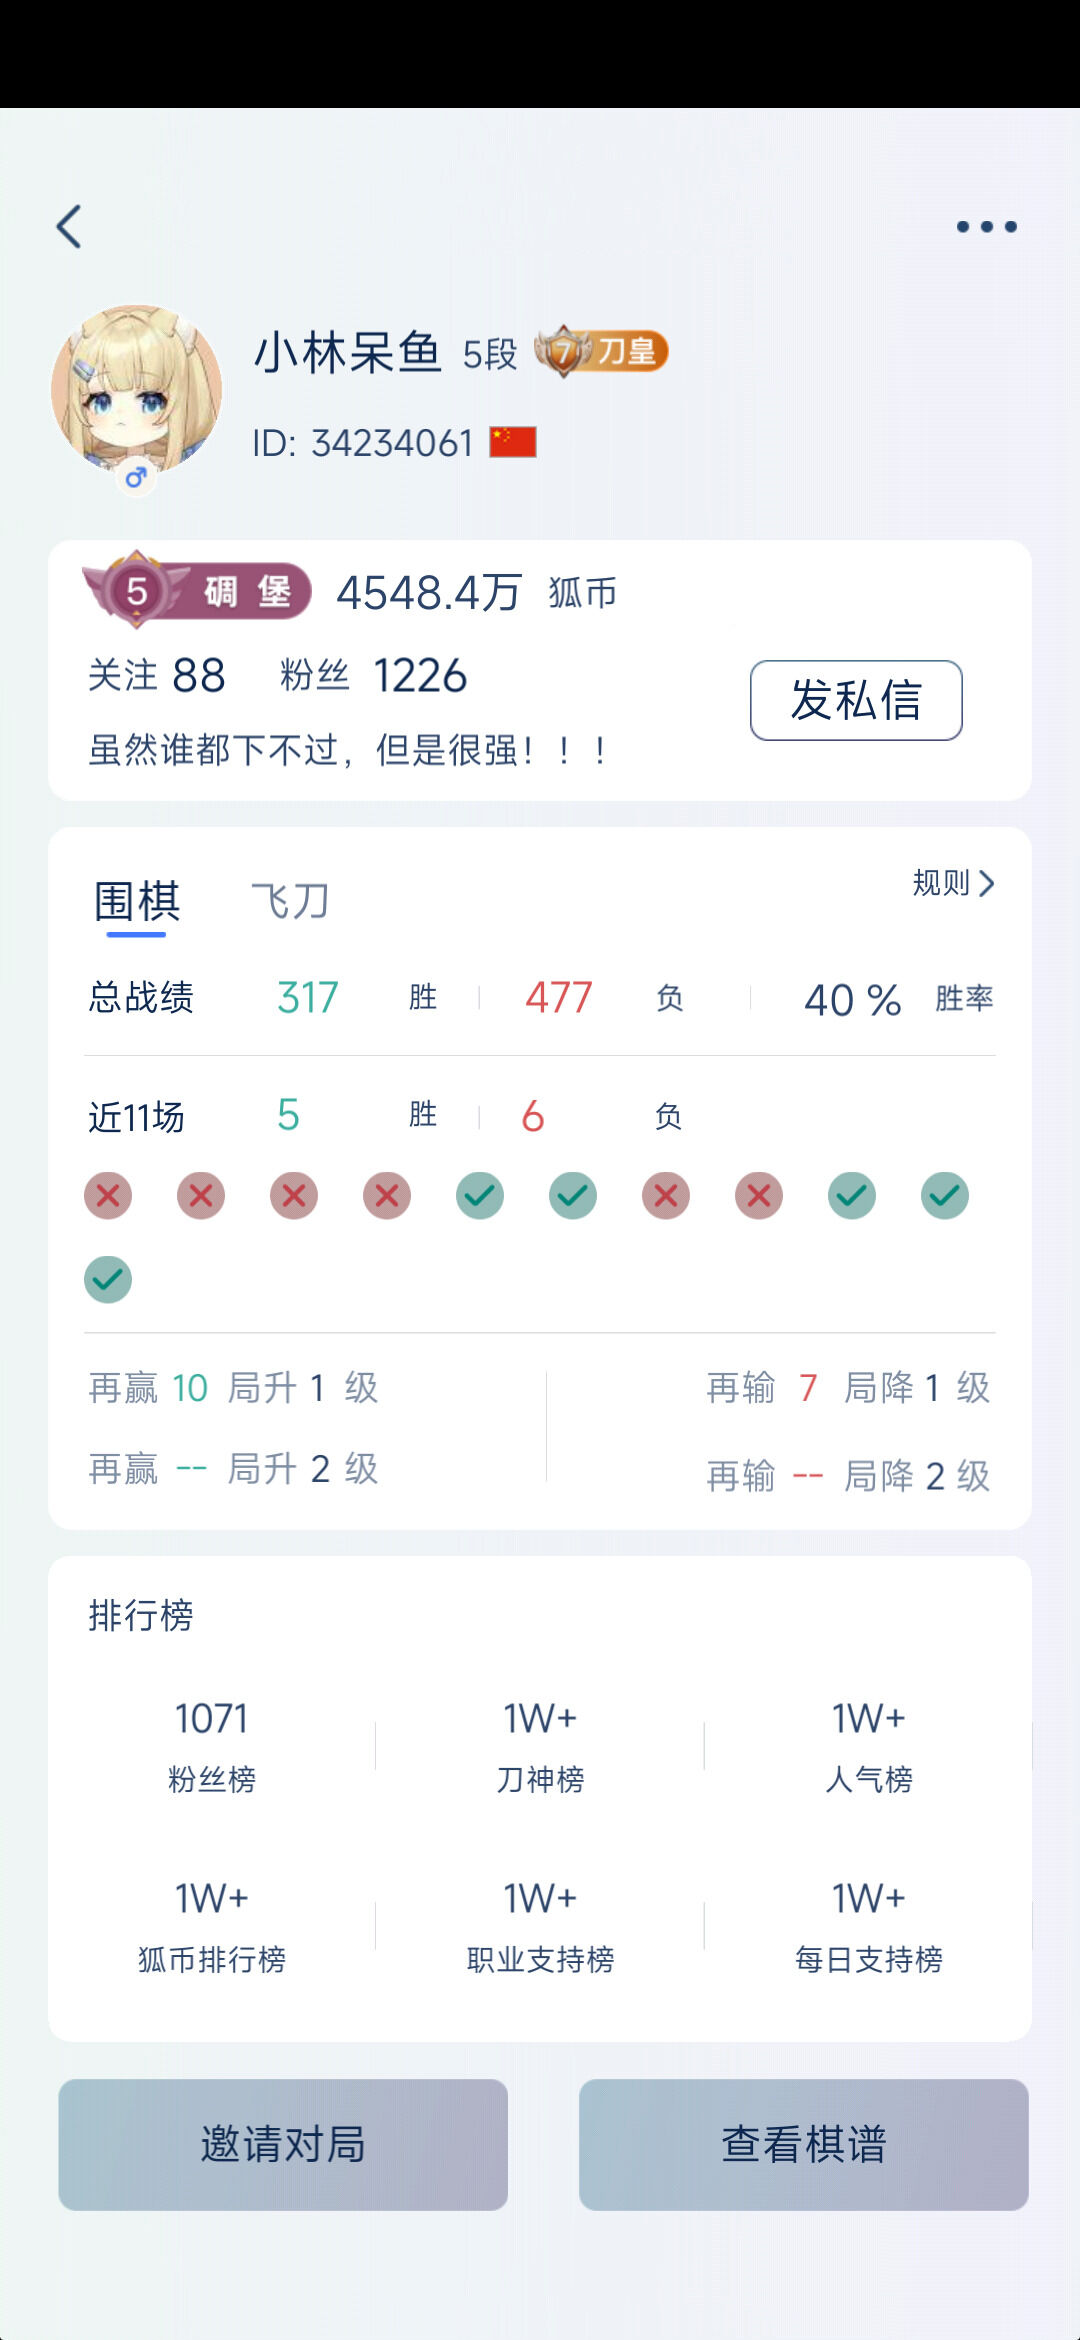 小林呆鱼 5段 7 刀皇
ID: 34234061
5 碉堡 4548.4万 狐币
关注 88 粉丝 1226
发私信
虽然谁都下不过，但是很强！！！
围棋 飞刀 规则
总战绩 317 胜 477 负 40 % 胜率
近11场 5 胜 6 负
再赢 10 局升 1 级 再输 7 局降 1 级
再赢 -- 局升 2 级 再输 -- 局降 2 级
排行榜
1071 1W+ 1W+
粉丝榜 刀神榜 人气榜
1W+ 1W+ 1W+
狐币排行榜 职业支持榜 每日支持榜
邀请对局 查看棋谱